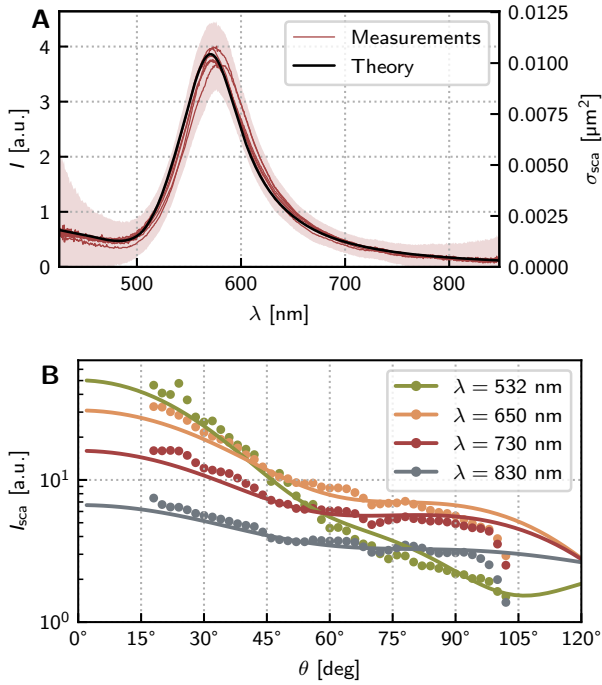 A
Measurements
Theory
I [a.u.]
4
3
2
1
0
σsca [µm²]
0.0125
0.0100
0.0075
0.0050
0.0025
0.0000
500 600 700 800
λ [nm]
B
λ = 532 nm
λ = 650 nm
λ = 730 nm
λ = 830 nm
Isca [a.u.]
10¹
10⁰
0° 15° 30° 45° 60° 75° 90° 105° 120°
θ [deg]